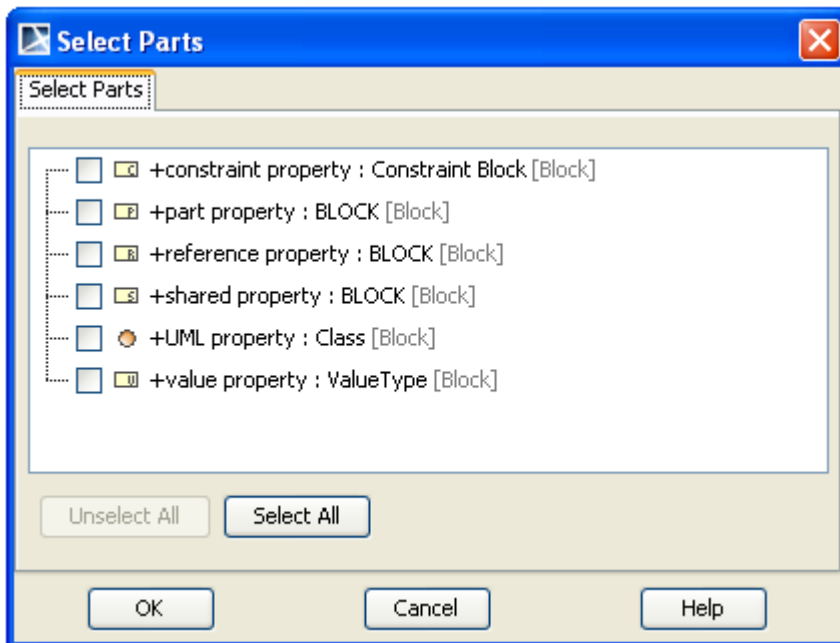 Select Parts
Select Parts
C +constraint property : Constraint Block [Block]
P +part property : BLOCK [Block]
R +reference property : BLOCK [Block]
S +shared property : BLOCK [Block]
+UML property : Class [Block]
V +value property : ValueType [Block]
Unselect All Select All
OK Cancel Help